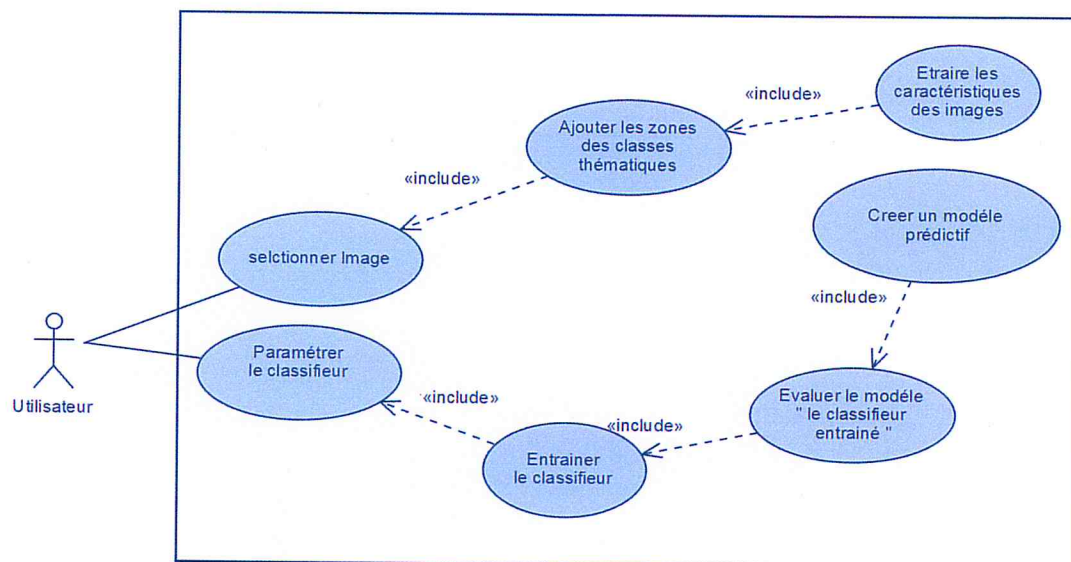 Etraire les
caractéristiques
des images
«include»
Ajouter les zones
des classes
thématiques
«include»
selctionner Image
Creer un modéle
prédictif
«include»
Utilisateur
Paramétrer
le classifieur
«include»
Entrainer
le classifieur
«include»
Evaluer le modéle
" le classifieur
entrainé "